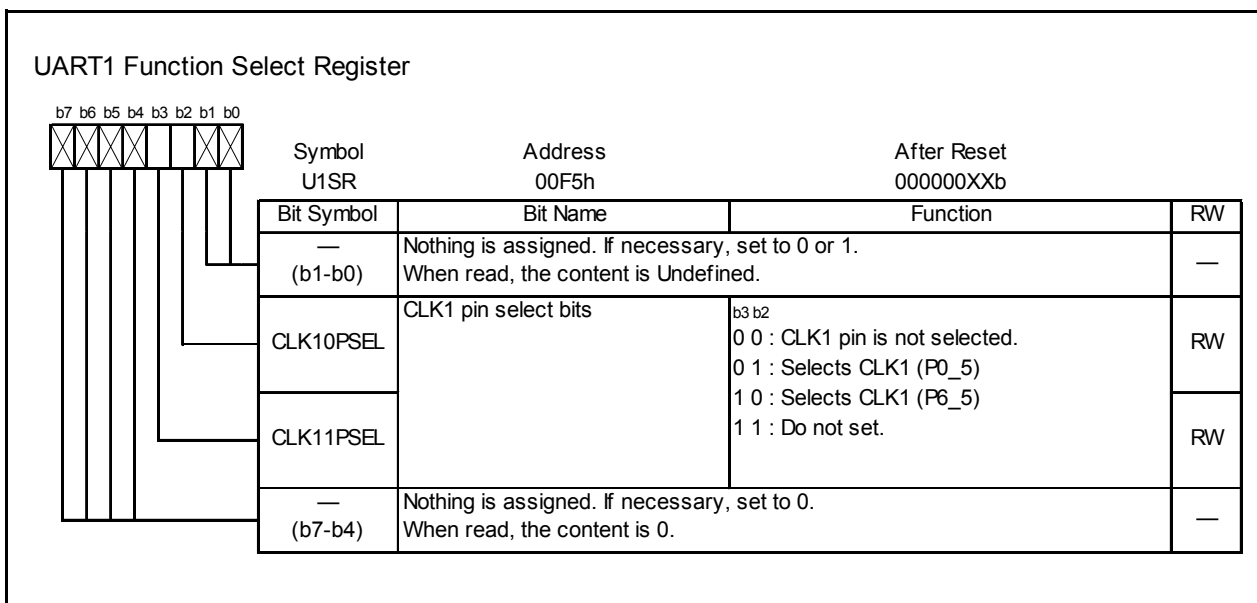 UART1 Function Select Register
b7 b6 b5 b4 b3 b2 b1 b0
Symbol Address After Reset
U1SR 00F5h 000000XXb
Bit Symbol Bit Name Function RW
—
(b1-b0)
Nothing is assigned. If necessary, set to 0 or 1.
When read, the content is Undefined.
—
CLK10PSEL
CLK11PSEL
CLK1 pin select bits
b3 b2
0 0 : CLK1 pin is not selected.
0 1 : Selects CLK1 (P0_5)
1 0 : Selects CLK1 (P6_5)
1 1 : Do not set.
RW
RW
—
(b7-b4)
Nothing is assigned. If necessary, set to 0.
When read, the content is 0.
—